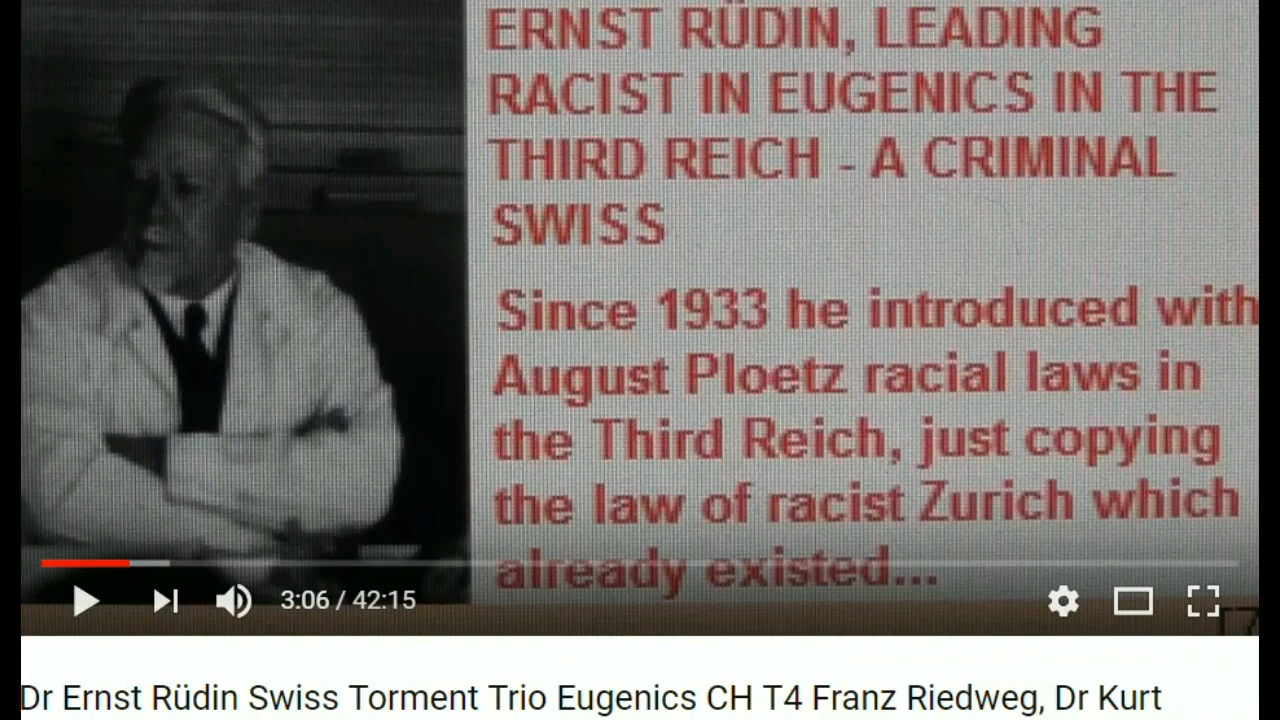 ERNST RÜDIN, LEADING
RACIST IN EUGENICS IN THE
THIRD REICH - A CRIMINAL
SWISS
Since 1933 he introduced with
August Ploetz racial laws in
the Third Reich, just copying
the law of racist Zurich which
already existed...
3:06 / 42:15
Dr Ernst Rüdin Swiss Torment Trio Eugenics CH T4 Franz Riedweg, Dr Kurt